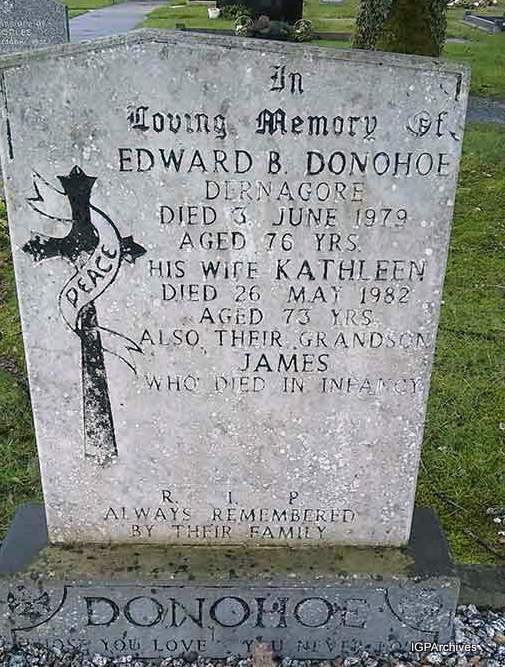 In
Loving Memory Of
EDWARD B. DONOHOE
DERNAGORE
DIED 3 JUNE 1979
AGED 76 YRS.
HIS WIFE KATHLEEN
DIED 26 MAY 1982
AGED 73 YRS.
ALSO THEIR GRANDSON
JAMES
WHO DIED IN INFANCY
PEACE
R. I. P
ALWAYS REMEMBERED
BY THEIR FAMILY
DONOHOE
YOU LOVE YOU NEVER
IGPArchives